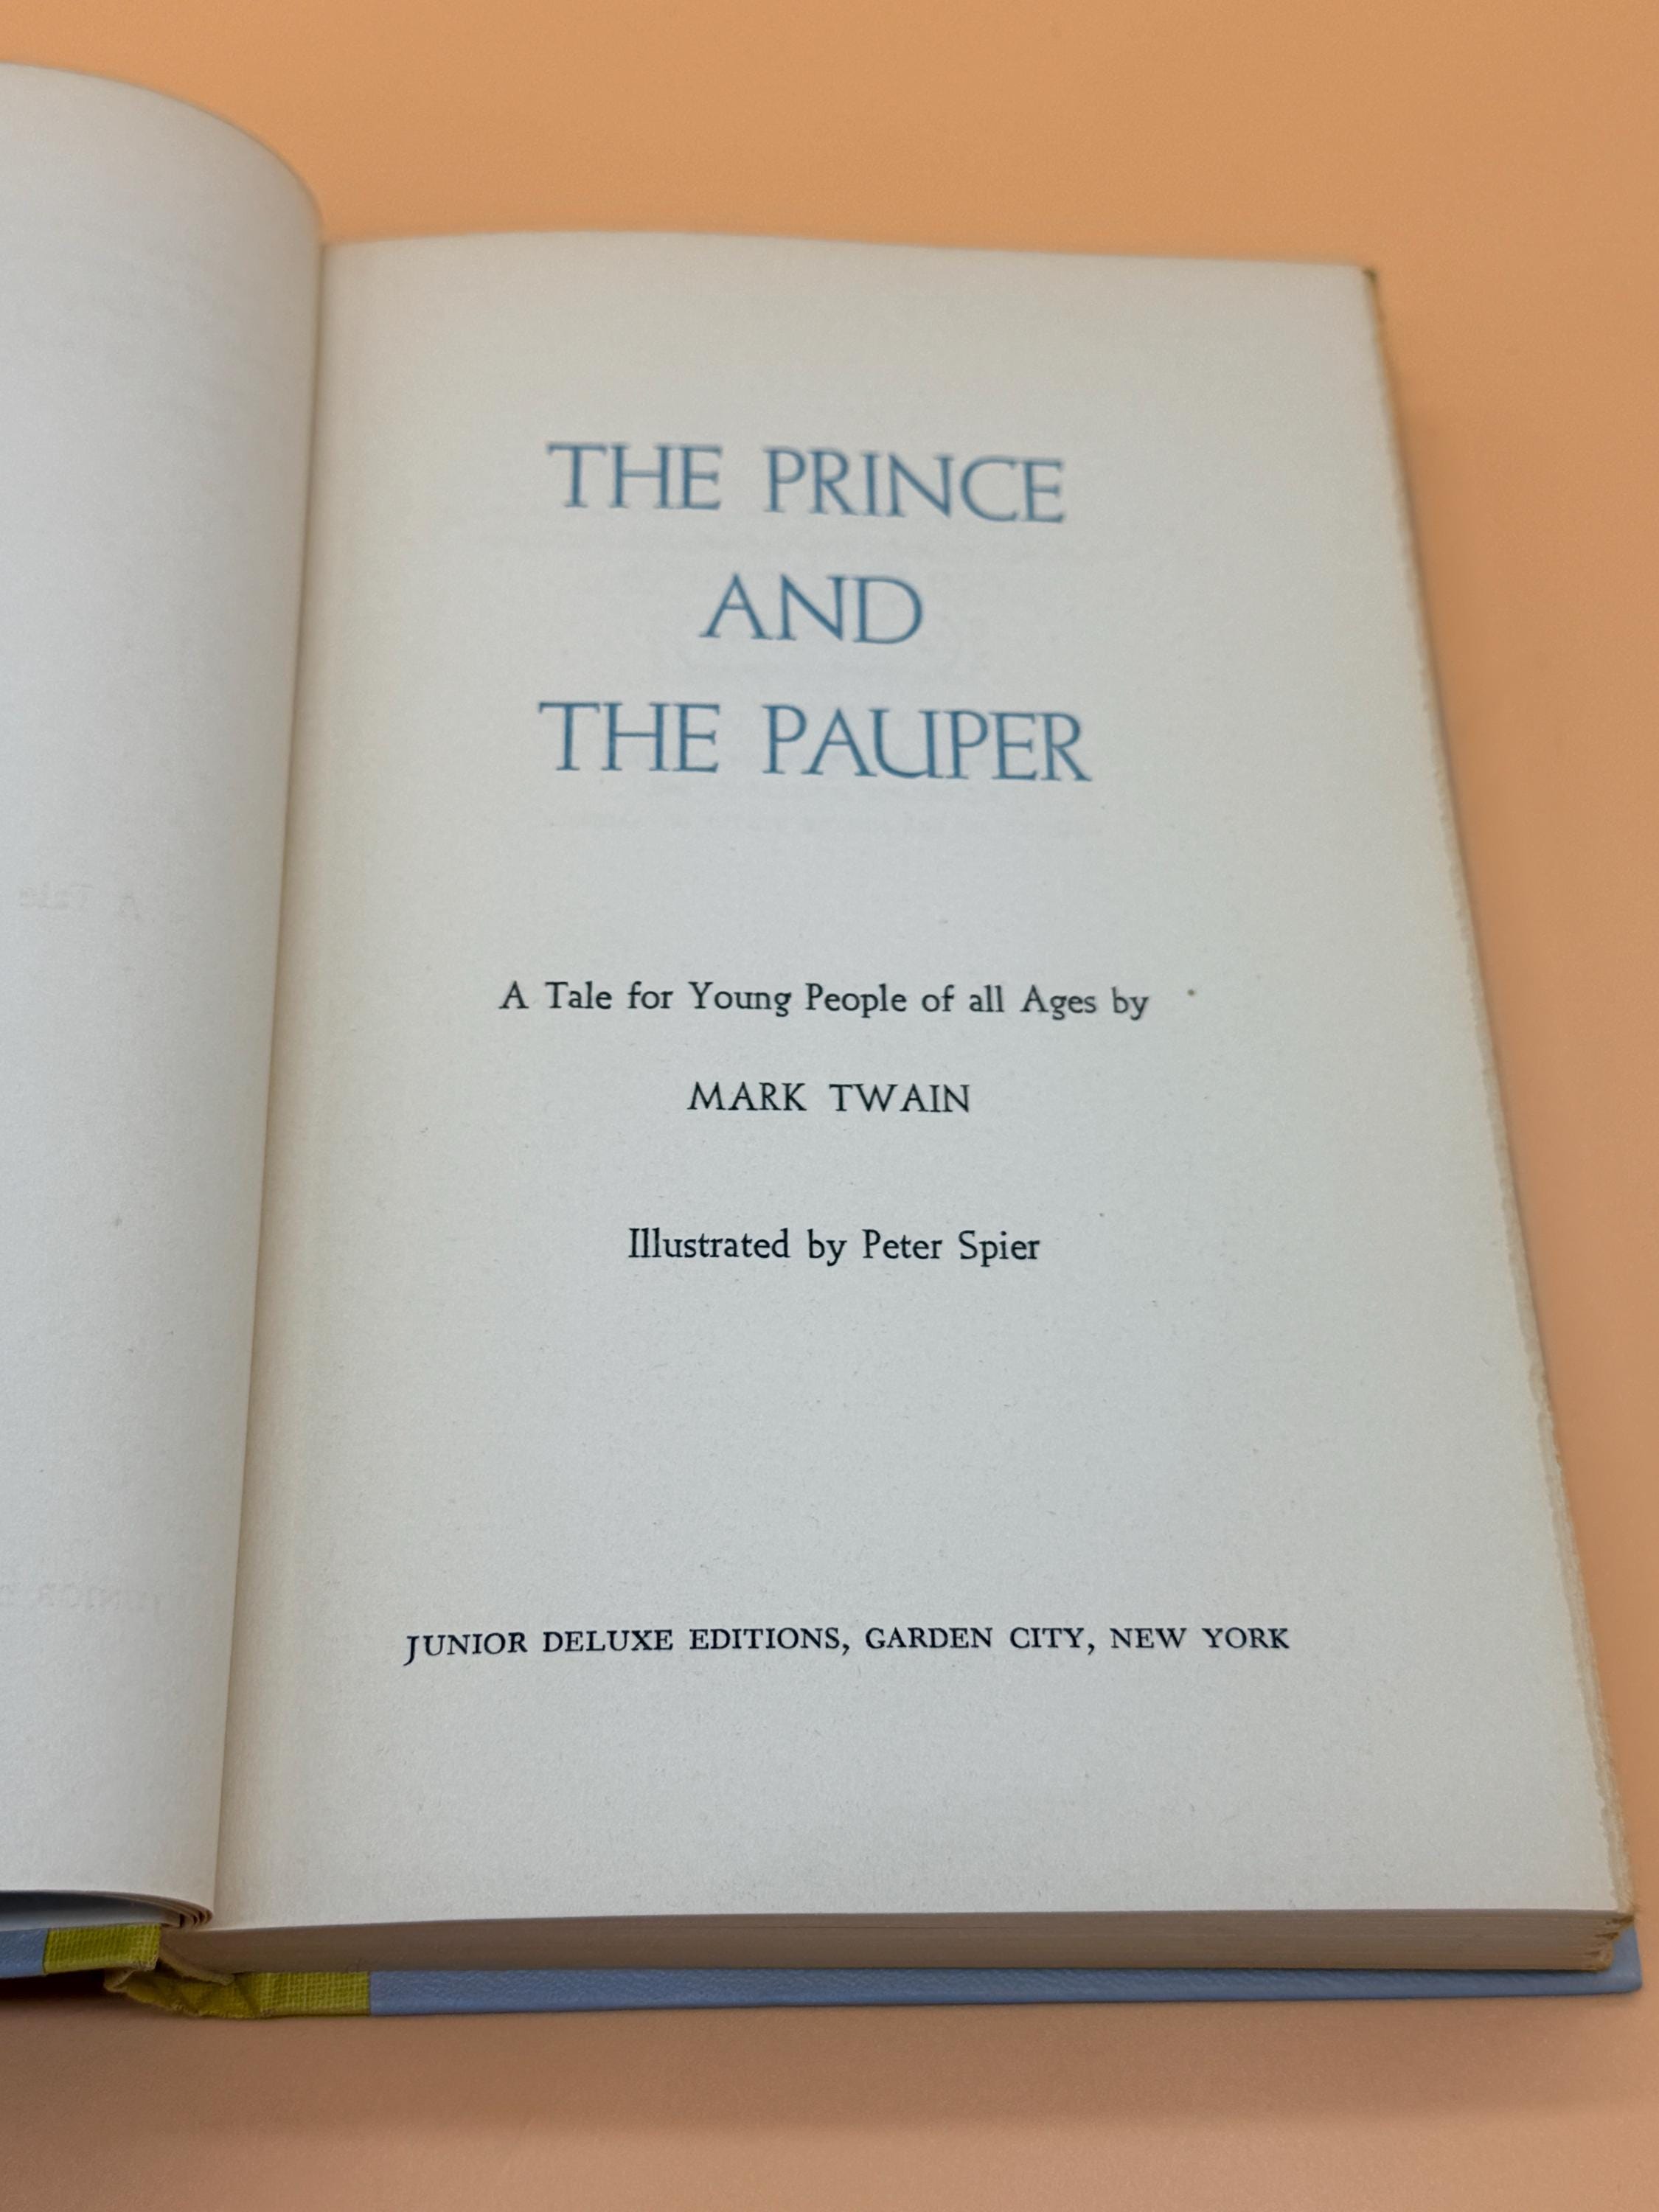 THE PRINCE
AND
THE PAUPER
A Tale for Young People of all Ages by
MARK TWAIN
Illustrated by Peter Spier
JUNIOR DELUXE EDITIONS, GARDEN CITY, NEW YORK